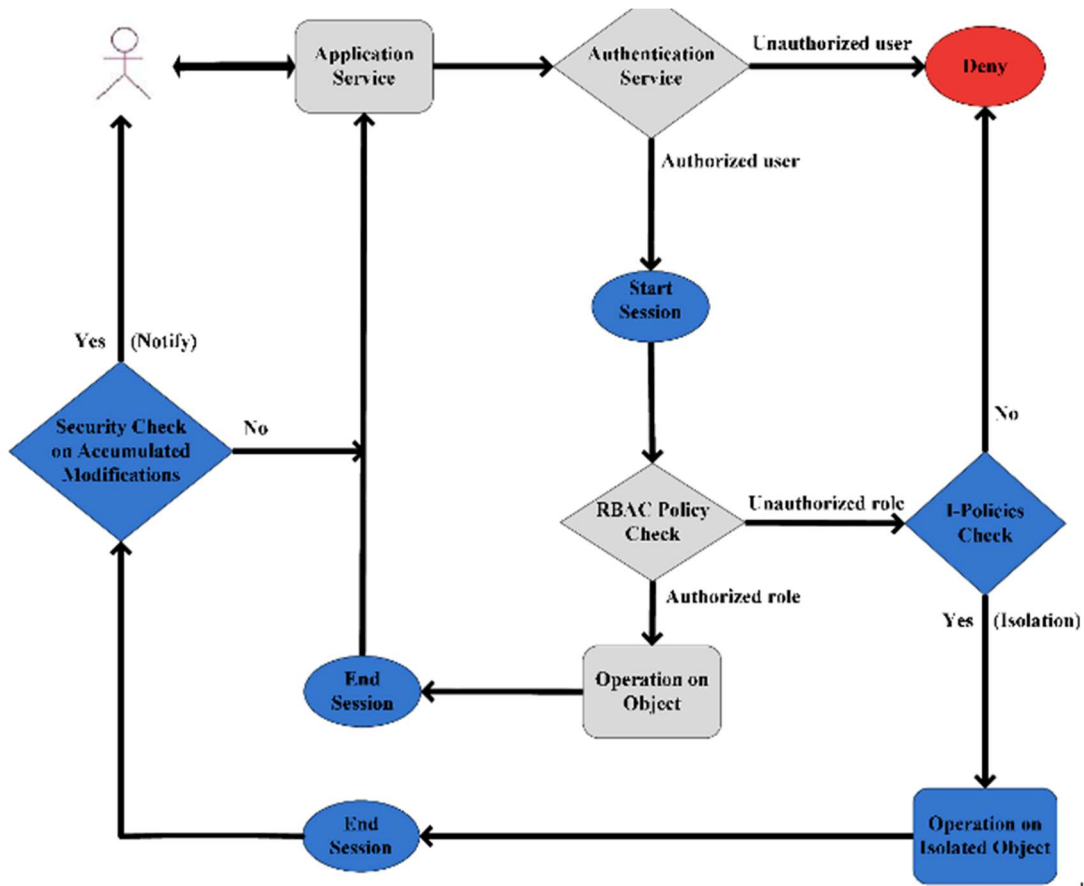 Application
Service
Authentication
Service
Unauthorized user
Deny
Authorized user
Start
Session
Yes (Notify)
Security Check
on Accumulated
Modifications
No
No
RBAC Policy
Check
Unauthorized role
I-Policies
Check
Authorized role
Yes (Isolation)
End
Session
Operation on
Object
End
Session
Operation on
Isolated Object